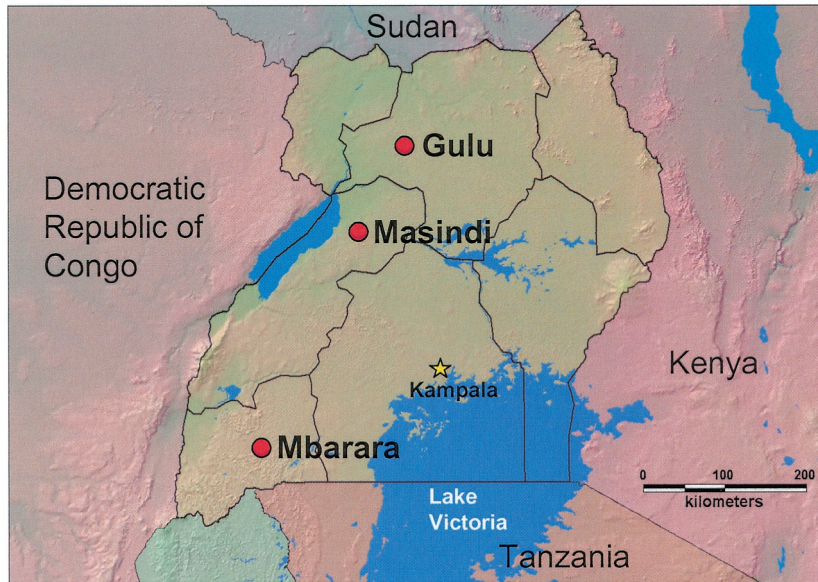 Sudan
Gulu
Democratic
Republic of
Congo
Masindi
Kenya
Kampala
Mbarara
0 100 200
kilometers
Lake
Victoria
Tanzania